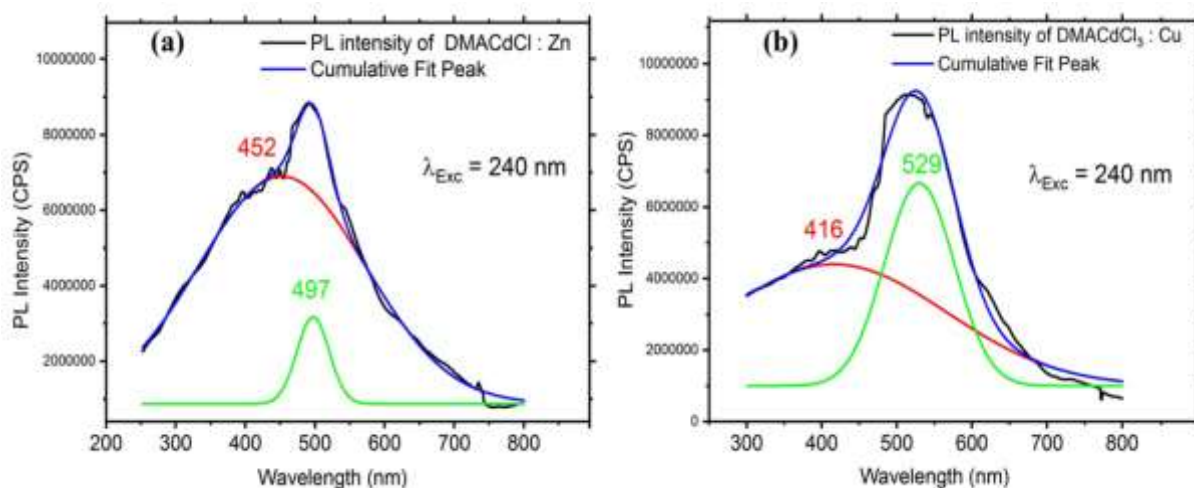 (a)
PL intensity of DMACdCl : Zn
Cumulative Fit Peak
452
497
λExc = 240 nm
PL Intensity (CPS)
10000000
8000000
6000000
4000000
2000000
200 300 400 500 600 700 800
Wavelength (nm)
(b)
PL intensity of DMACdCl₃ : Cu
Cumulative Fit Peak
416
529
λExc = 240 nm
PL Intensity (CPS)
10000000
8000000
6000000
4000000
2000000
0
300 400 500 600 700 800
Wavelength (nm)